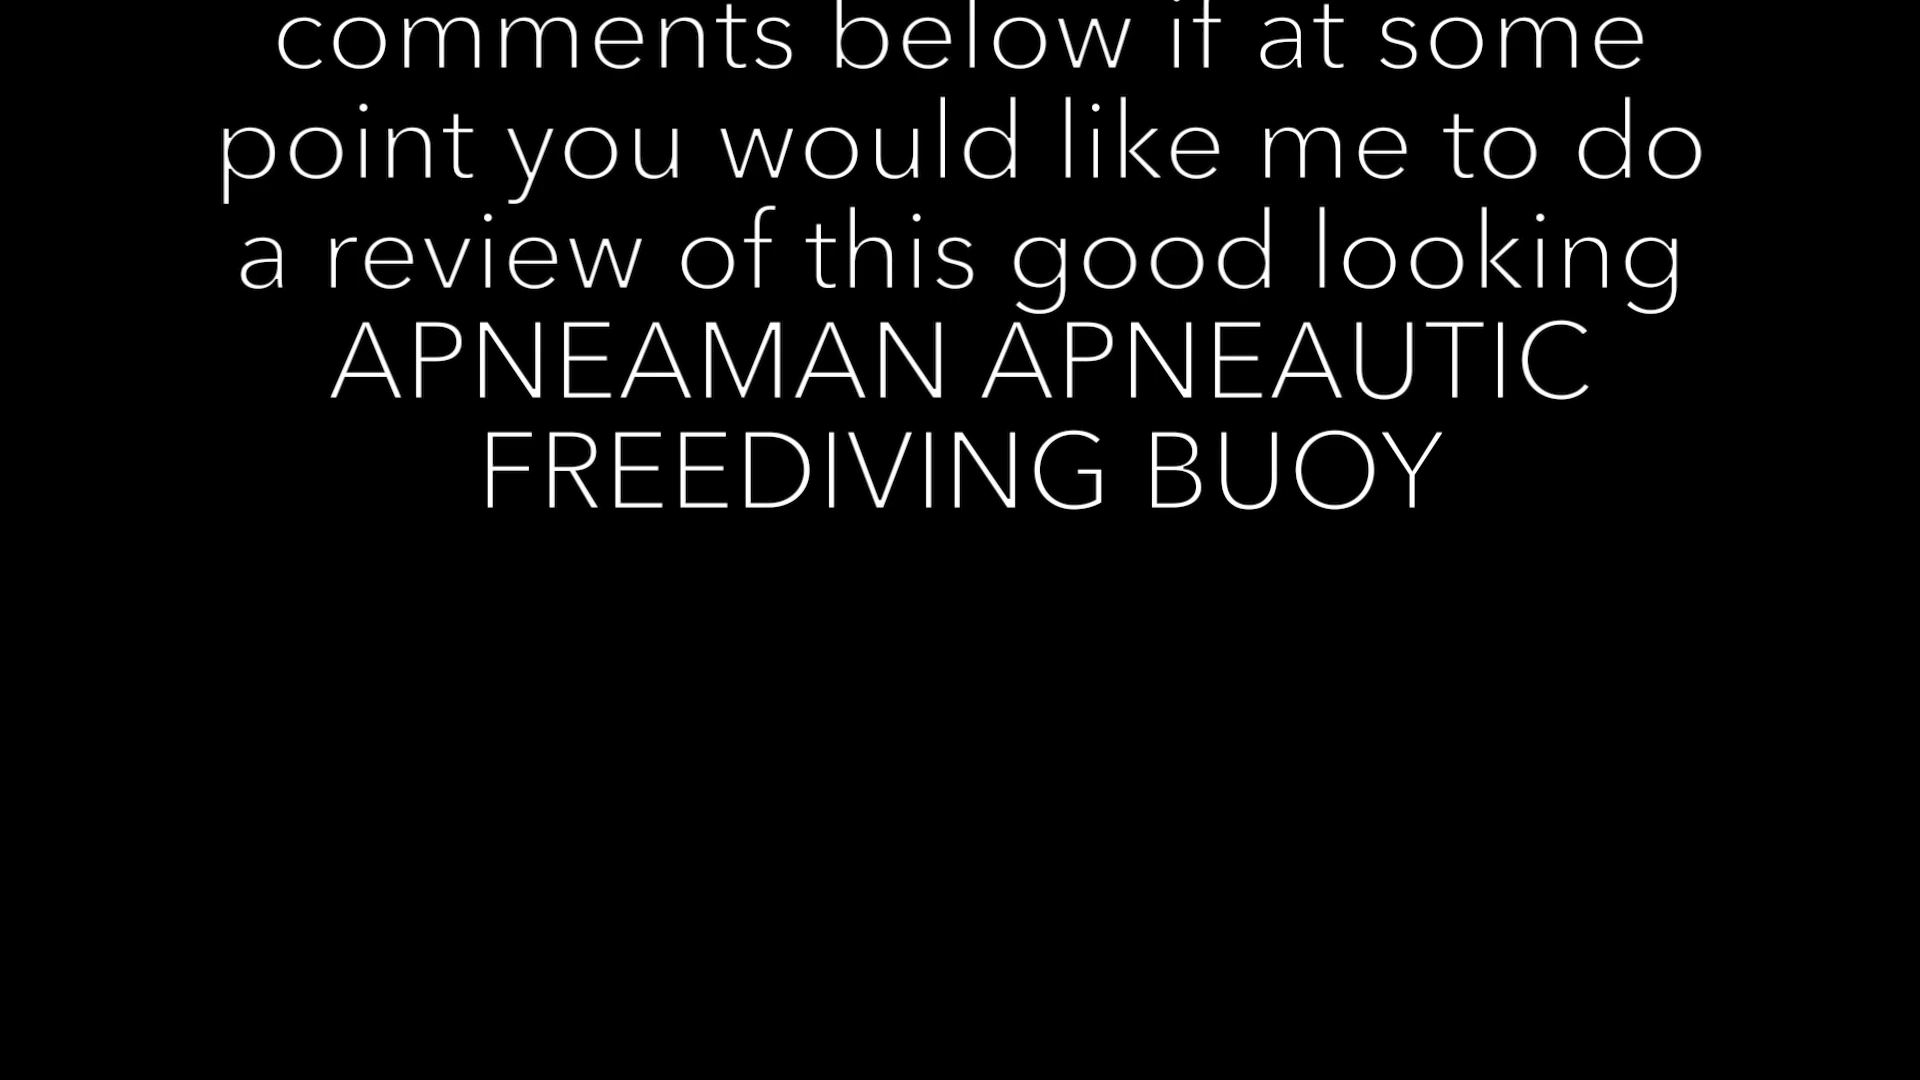 comments below if at some
point you would like me to do
a review of this good looking
APNEAMAN APNEAUTIC
FREEDIVING BUOY